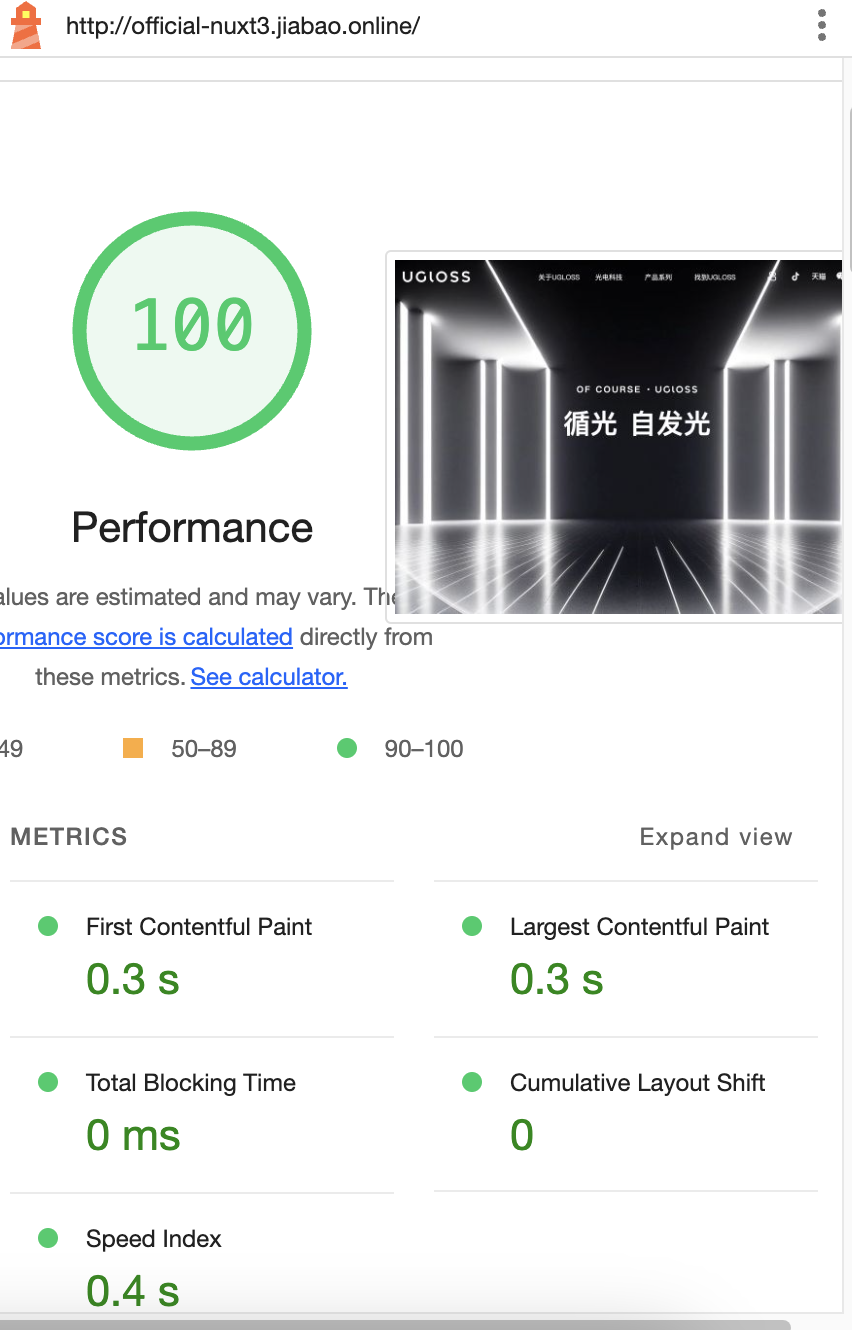 http://official-nuxt3.jiabao.online/
100
UGLOSS
关于UGLOSS 光电科技 产品系列 找到UGLOSS 天猫
OF COURSE · UGLOSS
循光 自发光
Performance
alues are estimated and may vary. The
ormance score is calculated directly from
these metrics. See calculator.
49 50–89 90–100
METRICS Expand view
First Contentful Paint Largest Contentful Paint
0.3 s 0.3 s
Total Blocking Time Cumulative Layout Shift
0 ms 0
Speed Index
0.4 s